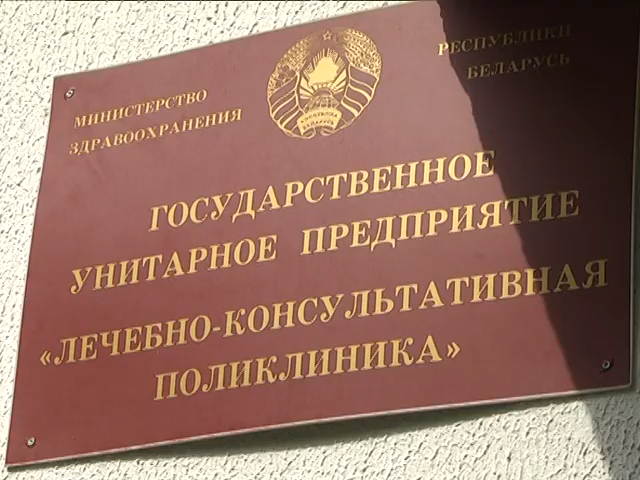 МИНИСТЕРСТВО
ЗДРАВООХРАНЕНИЯ
РЕСПУБЛИКИ
БЕЛАРУСЬ
ГОСУДАРСТВЕННОЕ
УНИТАРНОЕ ПРЕДПРИЯТИЕ
«ЛЕЧЕБНО-КОНСУЛЬТАТИВНАЯ
ПОЛИКЛИНИКА»